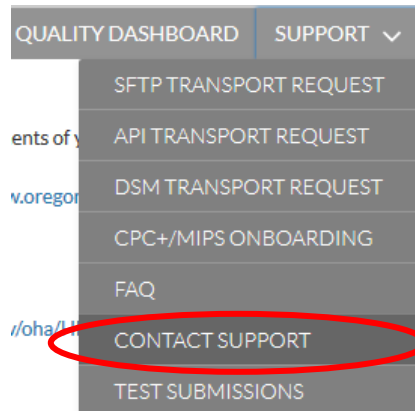 QUALITY DASHBOARD SUPPORT
SFTP TRANSPORT REQUEST
ents of y API TRANSPORT REQUEST
DSM TRANSPORT REQUEST
w.oregor
CPC+/MIPS ONBOARDING
FAQ
/oha/H CONTACT SUPPORT
TEST SUBMISSIONS